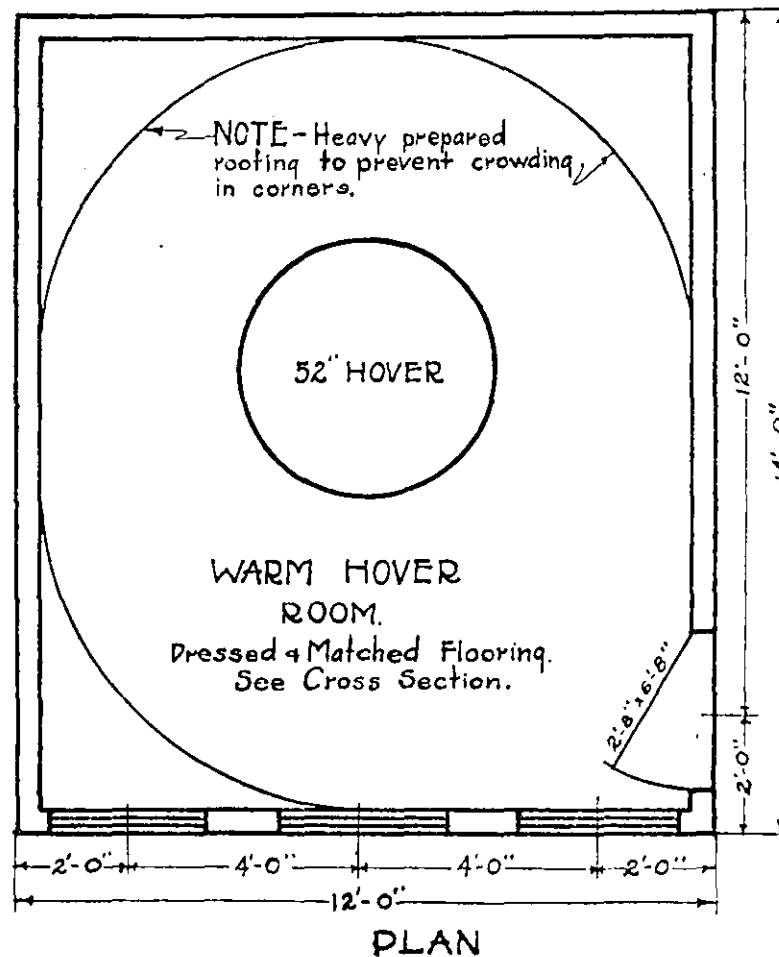 NOTE - Heavy prepared
roofing to prevent crowding
in corners.
52" HOVER
12'-0"
WARM HOVER
ROOM.
Dressed & Matched Flooring.
See Cross Section.
2'-8" x 6'-8"
2'-0"
2'-0" 4'-0" 4'-0" 2'-0"
12'-0"
PLAN